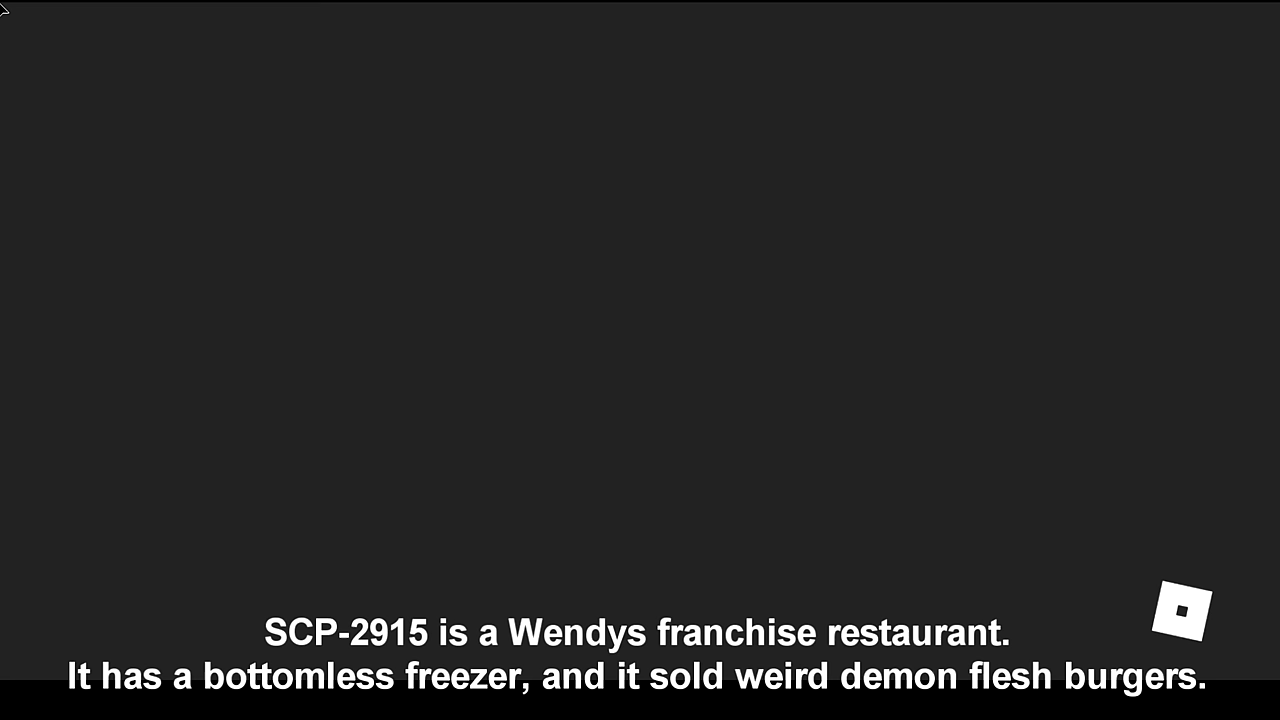 SCP-2915 is a Wendys franchise restaurant.
It has a bottomless freezer, and it sold weird demon flesh burgers.